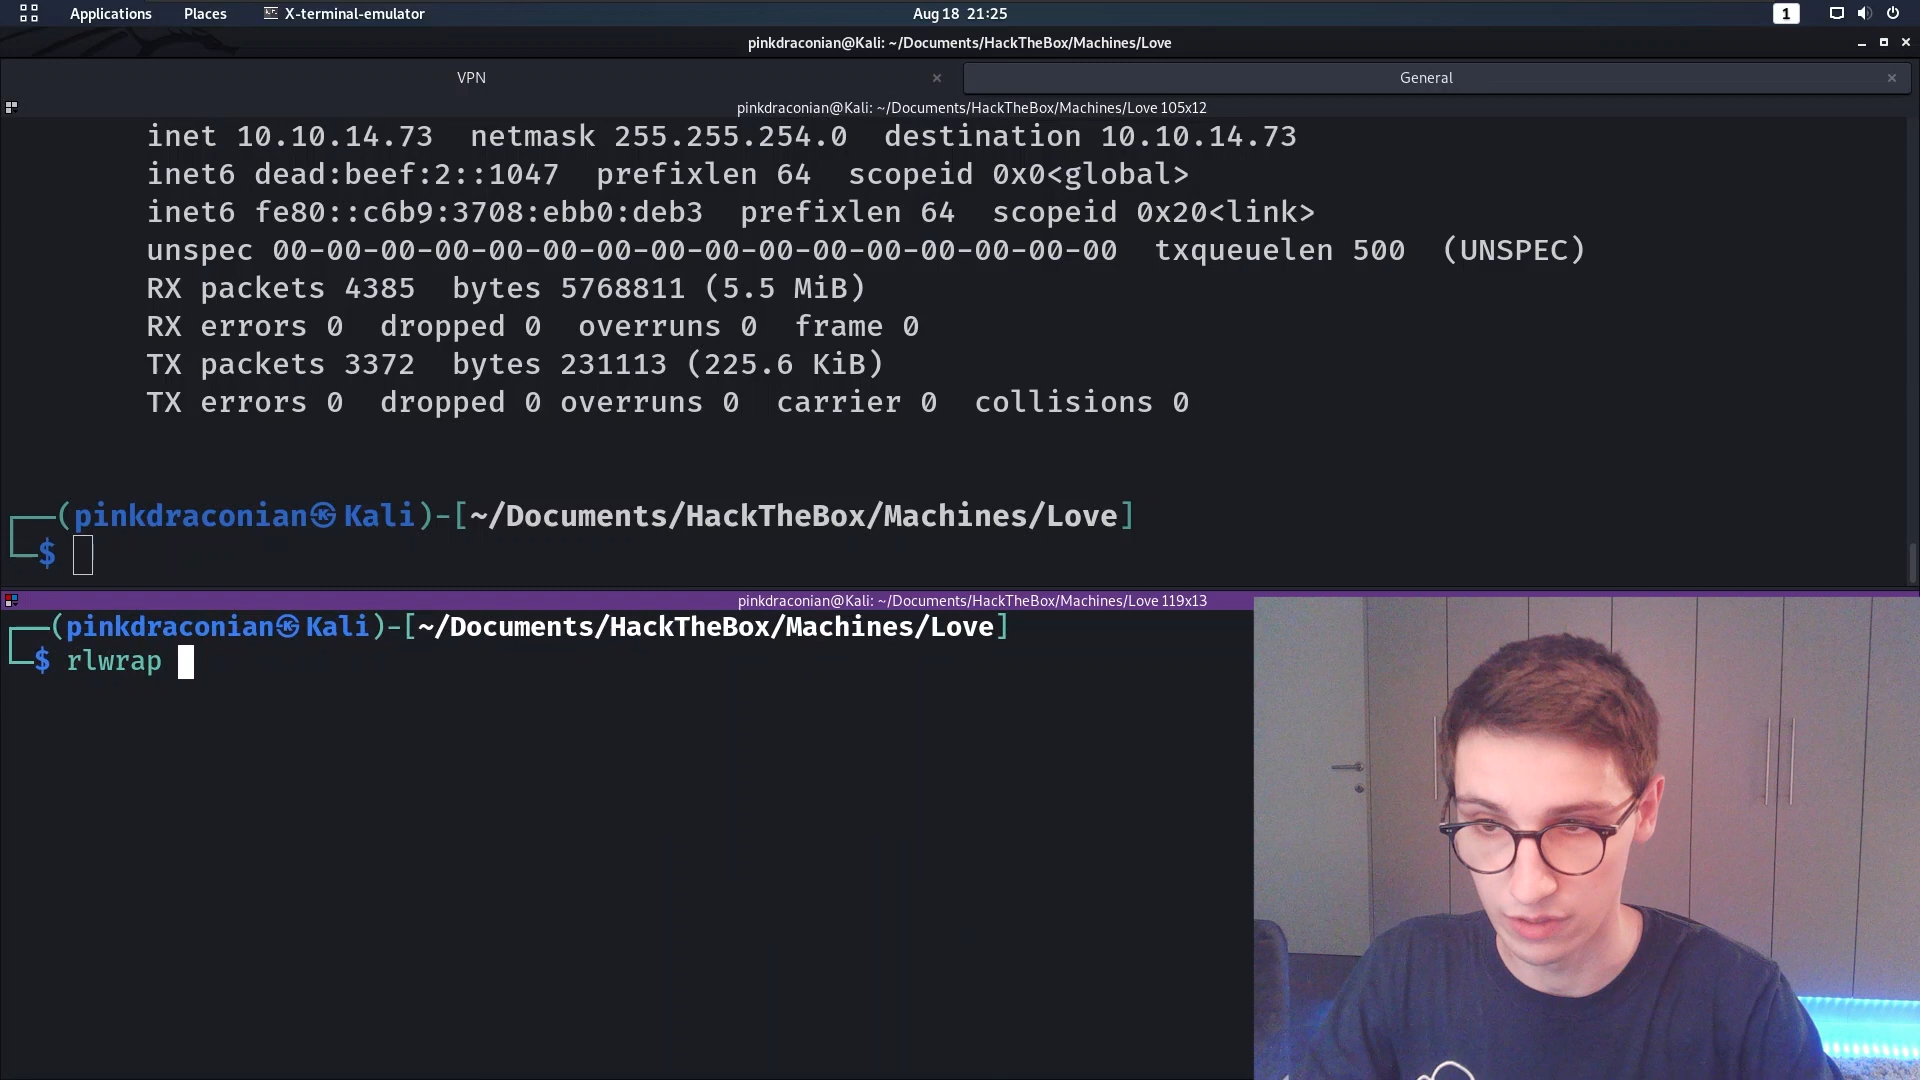 Applications Places X-terminal-emulator Aug 18 21:25 1
pinkdraconian@Kali: ~/Documents/HackTheBox/Machines/Love
VPN × General ×
pinkdraconian@Kali: ~/Documents/HackTheBox/Machines/Love 105x12
inet 10.10.14.73 netmask 255.255.254.0 destination 10.10.14.73
inet6 dead:beef:2::1047 prefixlen 64 scopeid 0x0<global>
inet6 fe80::c6b9:3708:ebb0:deb3 prefixlen 64 scopeid 0x20<link>
unspec 00-00-00-00-00-00-00-00-00-00-00-00-00-00-00-00 txqueuelen 500 (UNSPEC)
RX packets 4385 bytes 5768811 (5.5 MiB)
RX errors 0 dropped 0 overruns 0 frame 0
TX packets 3372 bytes 231113 (225.6 KiB)
TX errors 0 dropped 0 overruns 0 carrier 0 collisions 0
┌──(pinkdraconian㉿Kali)-[~/Documents/HackTheBox/Machines/Love]
└─$
pinkdraconian@Kali: ~/Documents/HackTheBox/Machines/Love 119x13
┌──(pinkdraconian㉿Kali)-[~/Documents/HackTheBox/Machines/Love]
└─$ rlwrap